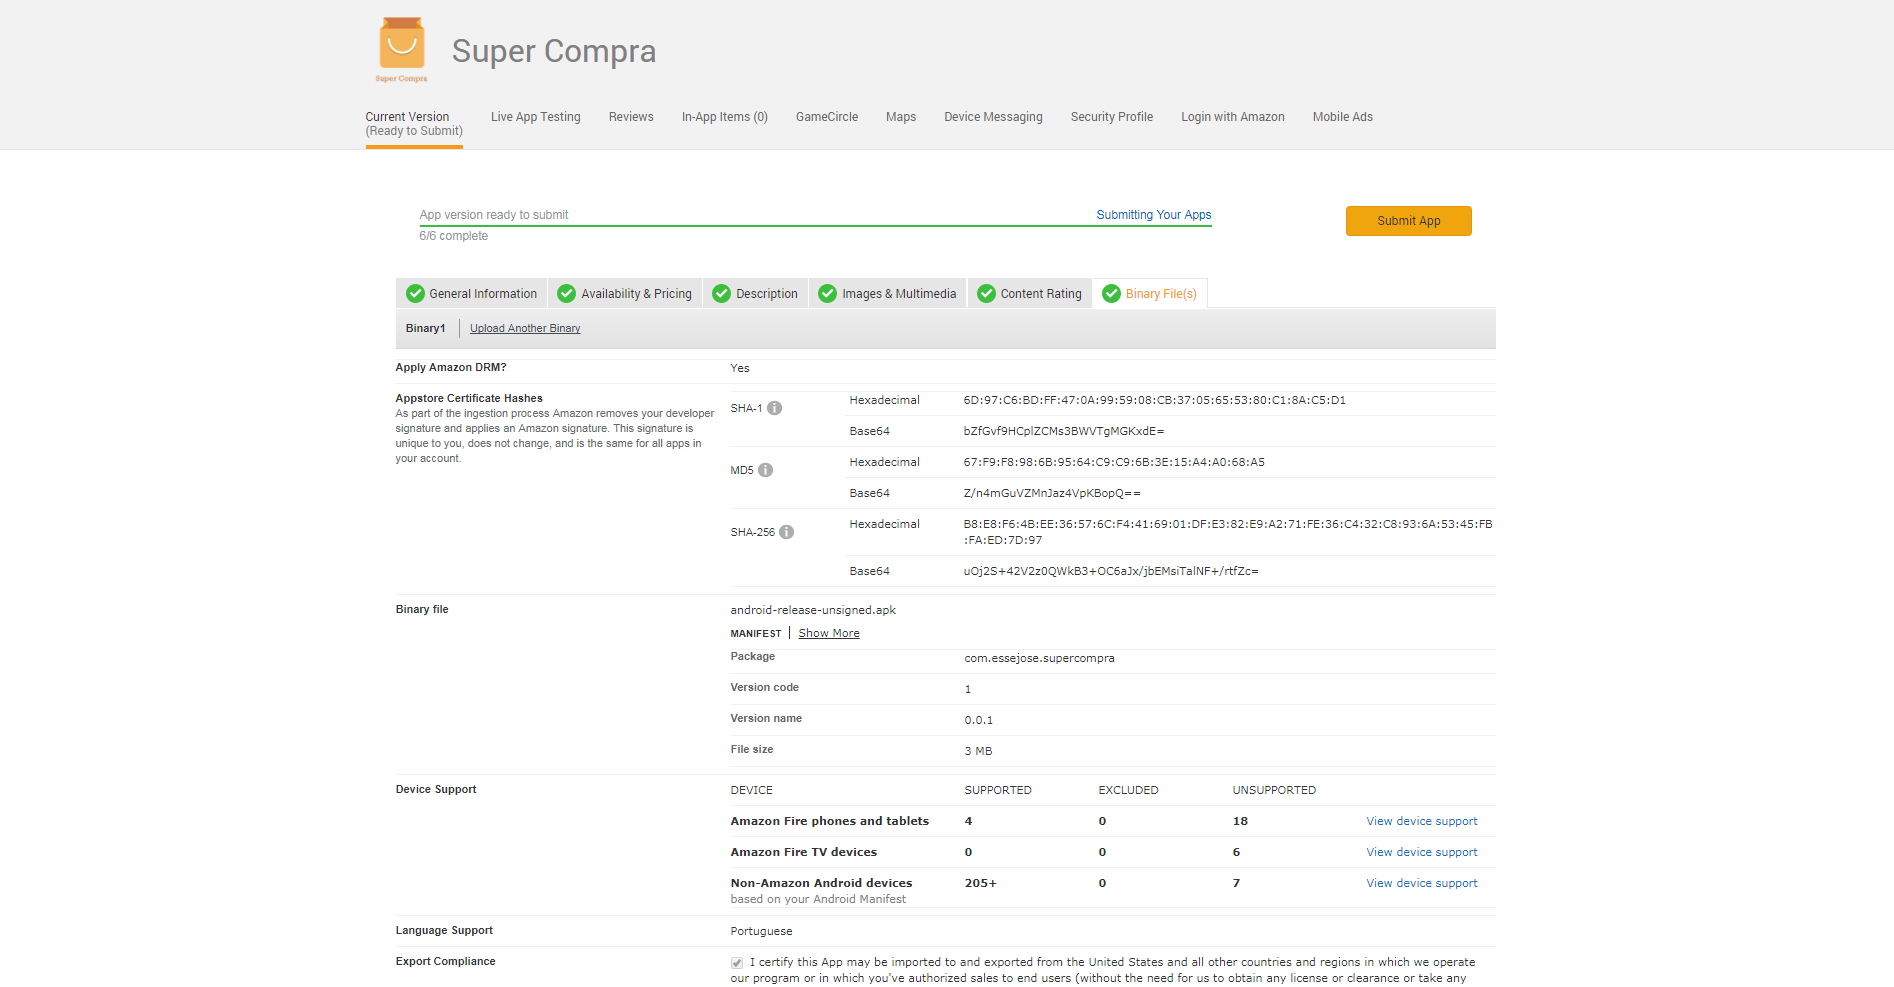 Super Compra
Super Compra
Current Version
(Ready to Submit)
Live App Testing
Reviews
In-App Items (0)
GameCircle
Maps
Device Messaging
Security Profile
Login with Amazon
Mobile Ads
App version ready to submit
Submitting Your Apps
6/6 complete
Submit App
General Information
Availability & Pricing
Description
Images & Multimedia
Content Rating
Binary File(s)
Binary1
Upload Another Binary
Apply Amazon DRM?
Yes
Appstore Certificate Hashes
As part of the ingestion process Amazon removes your developer
signature and applies an Amazon signature. This signature is
unique to you, does not change, and is the same for all apps in
your account.
SHA-1
Hexadecimal
6D:97:C6:BD:FF:47:0A:99:59:08:CB:37:05:65:53:80:C1:8A:C5:D1
Base64
bZfGvf9HCplZCMs3BWVTgMGKxdE=
MD5
Hexadecimal
67:F9:F8:98:6B:95:64:C9:C9:6B:3E:15:A4:A0:68:A5
Base64
Z/n4mGuVZMnJaz4VpKBopQ==
SHA-256
Hexadecimal
B8:E8:F6:4B:EE:36:57:6C:F4:41:69:01:DF:E3:82:E9:A2:71:FE:36:C4:32:C8:93:6A:53:45:FB
:FA:ED:7D:97
Base64
uOj2S+42V2z0QWkB3+OC6aJx/jbEMsiTalNF+/rtfZc=
Binary file
android-release-unsigned.apk
MANIFEST
Show More
Package
com.essejose.supercompra
Version code
1
Version name
0.0.1
File size
3 MB
Device Support
DEVICE
SUPPORTED
EXCLUDED
UNSUPPORTED
Amazon Fire phones and tablets
4
0
18
View device support
Amazon Fire TV devices
0
0
6
View device support
Non-Amazon Android devices
205+
0
7
View device support
based on your Android Manifest
Language Support
Portuguese
Export Compliance
I certify this App may be imported to and exported from the United States and all other countries and regions in which we operate
our program or in which you've authorized sales to end users (without the need for us to obtain any license or clearance or take any